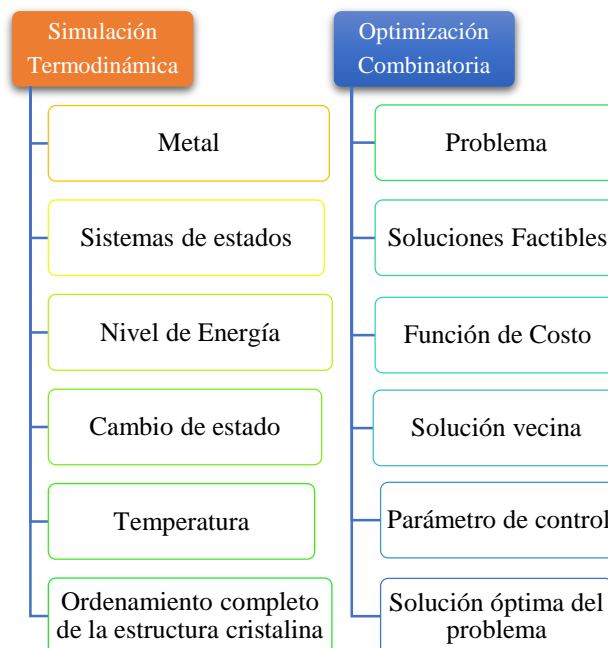 Simulación
Termodinámica
Metal
Sistemas de estados
Nivel de Energía
Cambio de estado
Temperatura
Ordenamiento completo
de la estructura cristalina
Optimización
Combinatoria
Problema
Soluciones Factibles
Función de Costo
Solución vecina
Parámetro de control
Solución óptima del
problema